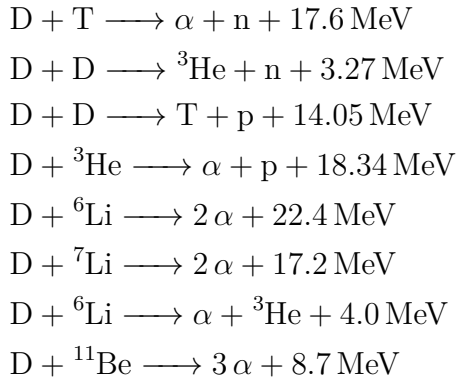 D + T ⟶ α + n + 17.6 MeV
D + D ⟶ ³He + n + 3.27 MeV
D + D ⟶ T + p + 14.05 MeV
D + ³He ⟶ α + p + 18.34 MeV
D + ⁶Li ⟶ 2 α + 22.4 MeV
D + ⁷Li ⟶ 2 α + 17.2 MeV
D + ⁶Li ⟶ α + ³He + 4.0 MeV
D + ¹¹Be ⟶ 3 α + 8.7 MeV